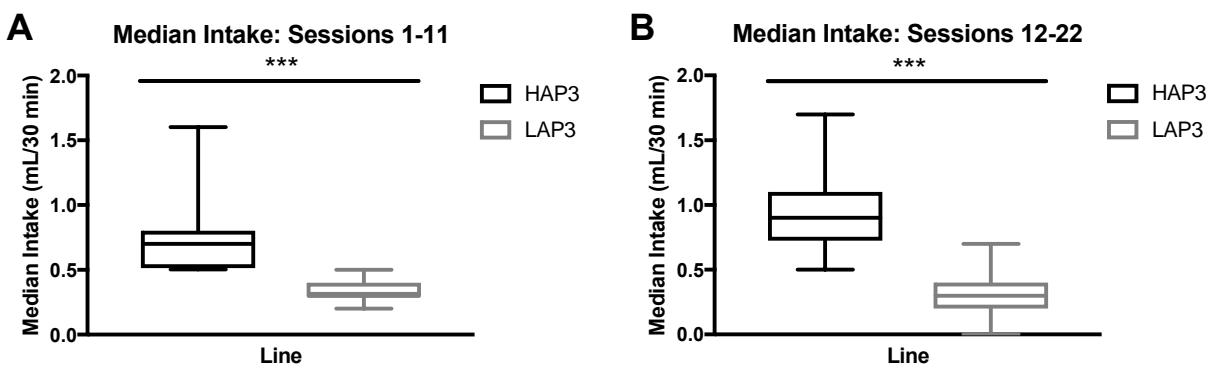 A
Median Intake: Sessions 1-11
***
Median Intake (mL/30 min)
2.0
1.5
1.0
0.5
0.0
Line
HAP3
LAP3
B
Median Intake: Sessions 12-22
***
Median Intake (mL/30 min)
2.0
1.5
1.0
0.5
0.0
Line
HAP3
LAP3